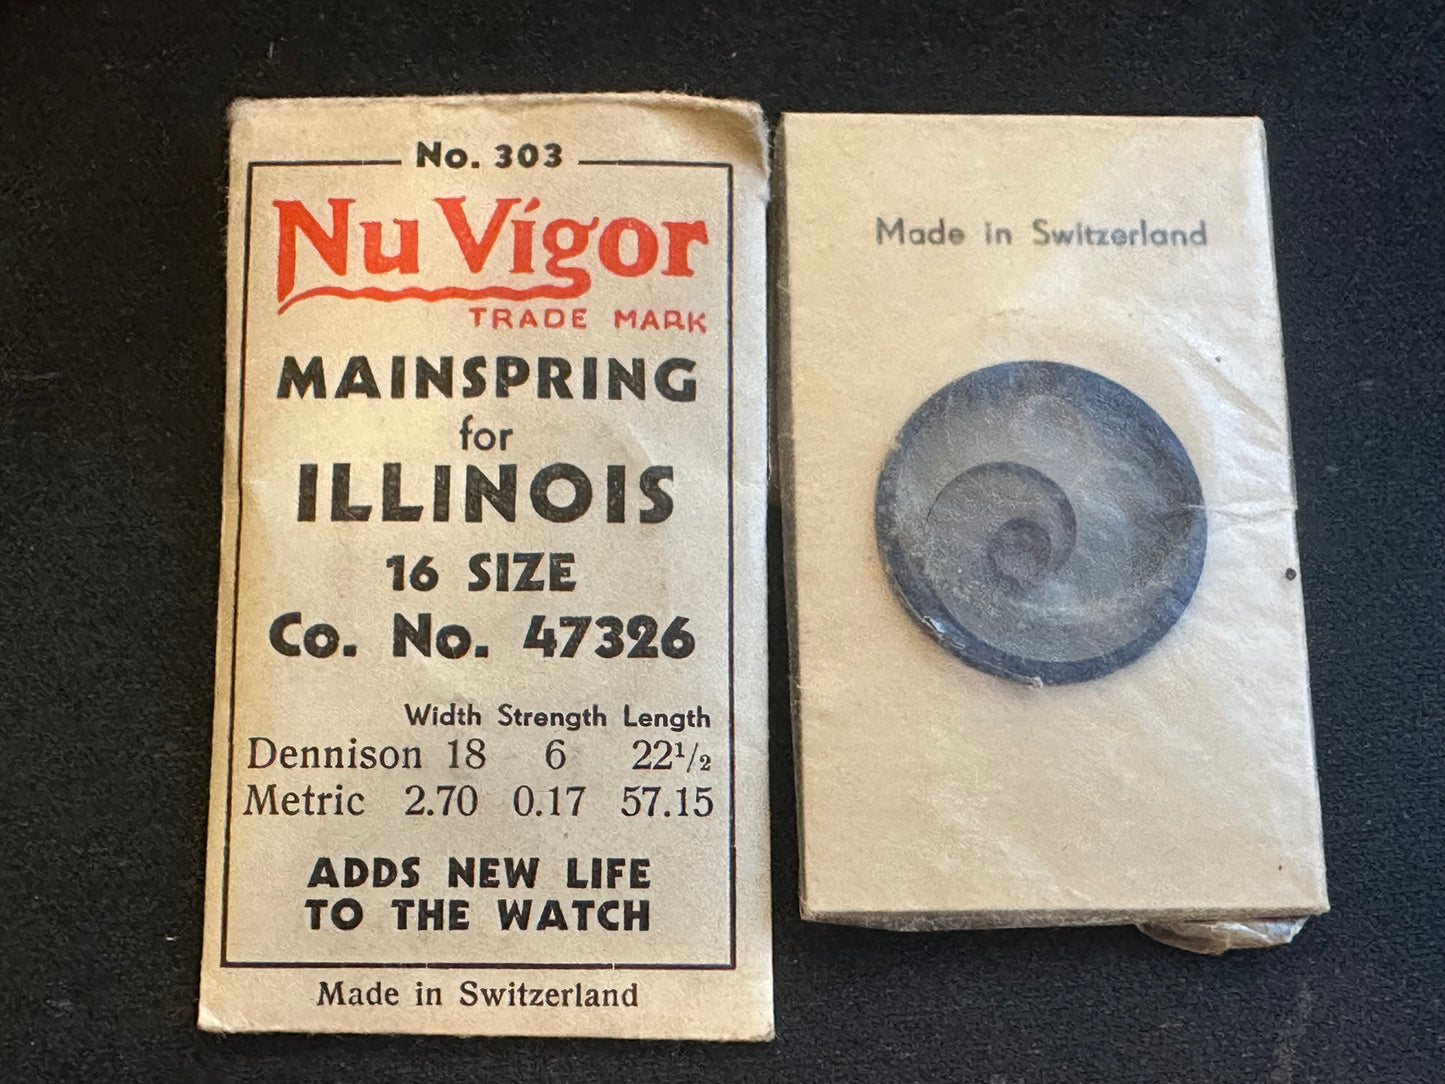 No. 303
Nu Vigor
TRADE MARK
MAINSPRING
for
ILLINOIS
16 SIZE
Co. No. 47326
Width Strength Length
Dennison 18 6 22¹/₂
Metric 2.70 0.17 57.15
ADDS NEW LIFE
TO THE WATCH
Made in Switzerland
Made in Switzerland